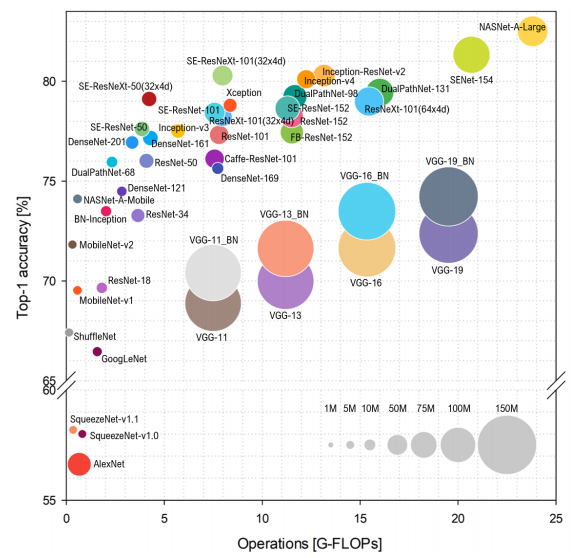 NASNet-A-Large
SE-ResNeXt-101(32x4d)
Inception-ResNet-v2
SENet-154
80
Inception-v4
SE-ResNeXt-50(32x4d)
Xception
DualPathNet-98
DualPathNet-131
SE-ResNet-101
SE-ResNet-152
ResNeXt-101(64x4d)
ResNeXt-101(32x4d)
ResNet-152
SE-ResNet-50
Inception-v3
ResNet-101
FB-ResNet-152
DenseNet-201
DenseNet-161
ResNet-50
Caffe-ResNet-101
DualPathNet-68
DenseNet-169
75
DenseNet-121
VGG-16_BN
VGG-19_BN
NASNet-A-Mobile
BN-Inception
ResNet-34
VGG-13_BN
VGG-11_BN
MobileNet-v2
70
ResNet-18
VGG-16
VGG-19
MobileNet-v1
VGG-13
ShuffleNet
VGG-11
GoogLeNet
65
60
1M 5M 10M 50M 75M 100M 150M
SqueezeNet-v1.1
SqueezeNet-v1.0
AlexNet
55
0 5 10 15 20 25
Operations [G-FLOPs]
Top-1 accuracy [%]